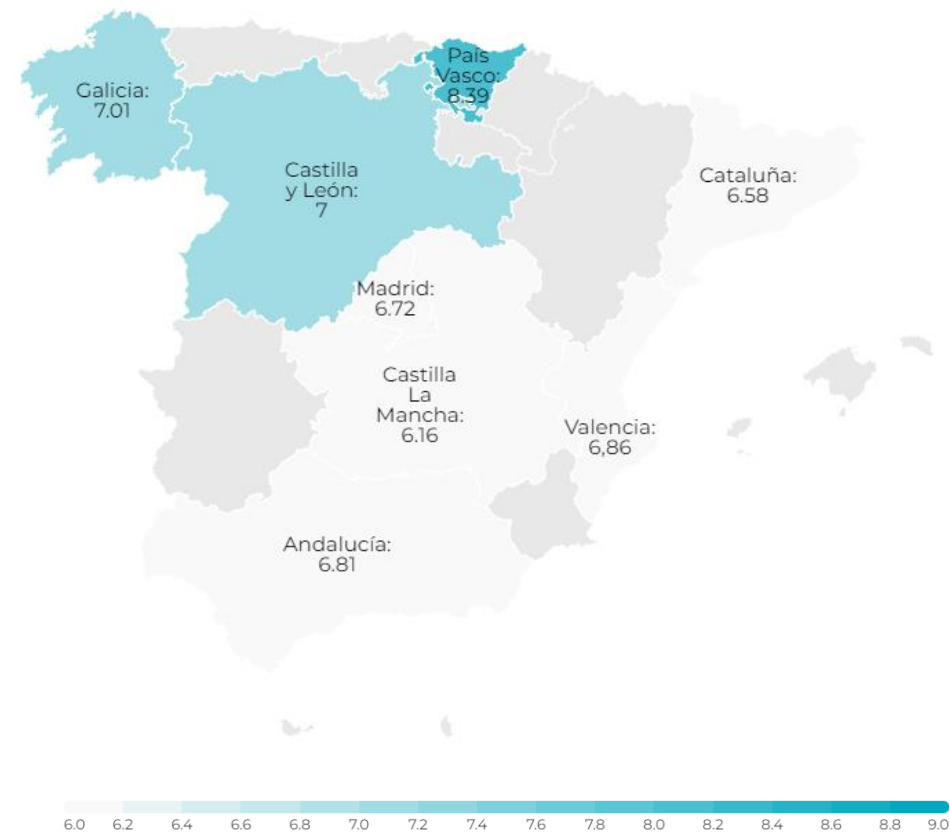 País
Vasco:
8.39
Galicia:
7.01
Castilla
y León:
7
Cataluña:
6.58
Madrid:
6.72
Castilla
La
Mancha:
6.16
Valencia:
6,86
Andalucía:
6.81
6.0 6.2 6.4 6.6 6.8 7.0 7.2 7.4 7.6 7.8 8.0 8.2 8.4 8.6 8.8 9.0